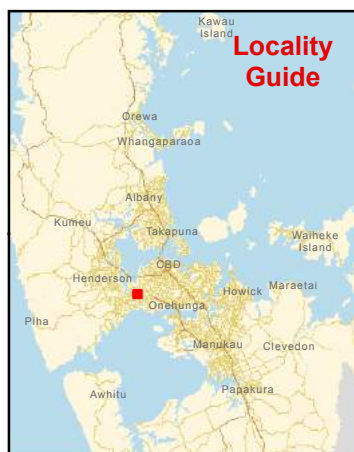 Kawau
Island
Locality
Guide
Orewa
Whangaparaoa
Albany
Kumeu
Takapuna
Waiheke
Island
CBD
Henderson
Howick
Maraetai
Onehunga
Piha
Manukau
Clevedon
Papakura
Awhitu